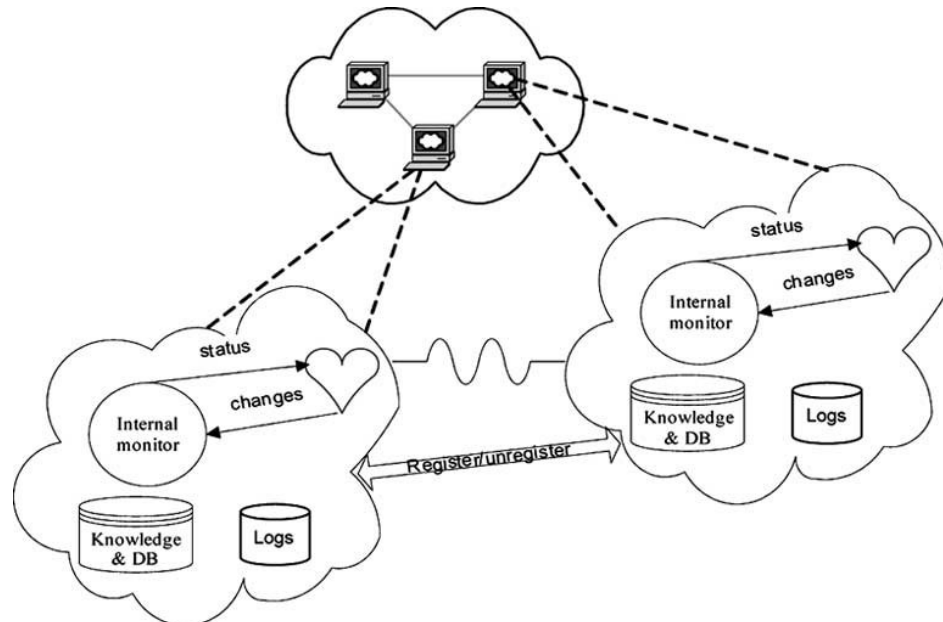 status
changes
Internal
monitor
Knowledge
& DB
Logs
status
changes
Internal
monitor
Knowledge
& DB
Logs
Register/unregister